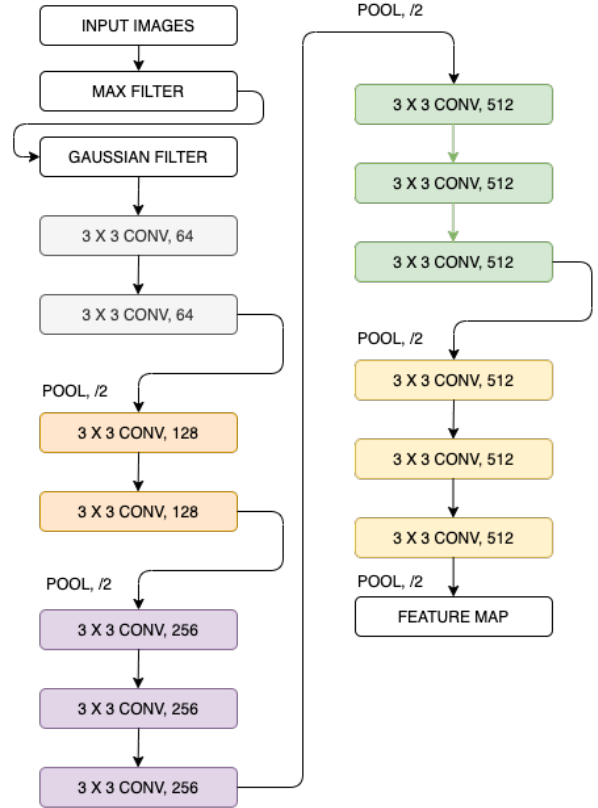 INPUT IMAGES
MAX FILTER
GAUSSIAN FILTER
3 X 3 CONV, 64
3 X 3 CONV, 64
POOL, /2
3 X 3 CONV, 128
3 X 3 CONV, 128
POOL, /2
3 X 3 CONV, 256
3 X 3 CONV, 256
3 X 3 CONV, 256
POOL, /2
3 X 3 CONV, 512
3 X 3 CONV, 512
3 X 3 CONV, 512
POOL, /2
3 X 3 CONV, 512
3 X 3 CONV, 512
3 X 3 CONV, 512
POOL, /2
FEATURE MAP